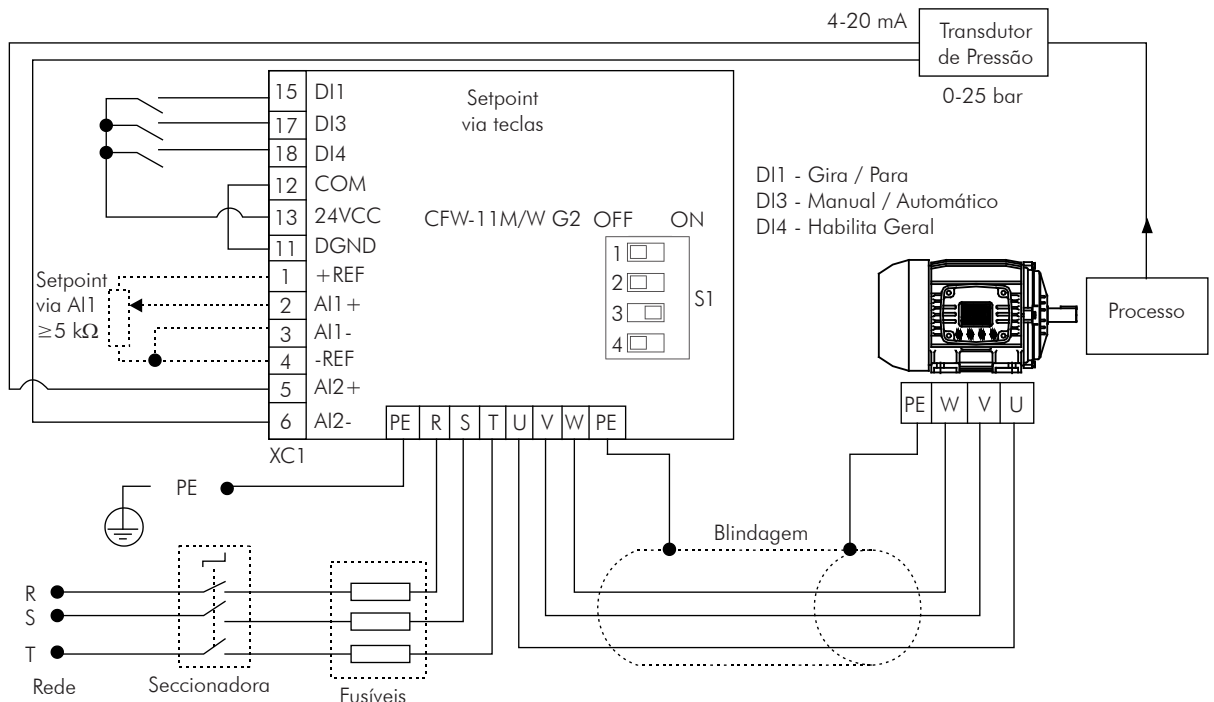 4-20 mA
Transdutor
de Pressão
0-25 bar
15 DI1
17 DI3
18 DI4
12 COM
13 24VCC
11 DGND
1 +REF
2 AI1+
3 AI1-
4 -REF
5 AI2+
6 AI2-
XC1
Setpoint
via teclas
CFW-11M/W G2
OFF ON
1
2
3
4
S1
DI1 - Gira / Para
DI3 - Manual / Automático
DI4 - Habilita Geral
Setpoint
via AI1
≥5 kΩ
Processo
PE R S T U V W PE
PE W V U
PE
Blindagem
R
S
T
Rede
Seccionadora
Fusíveis